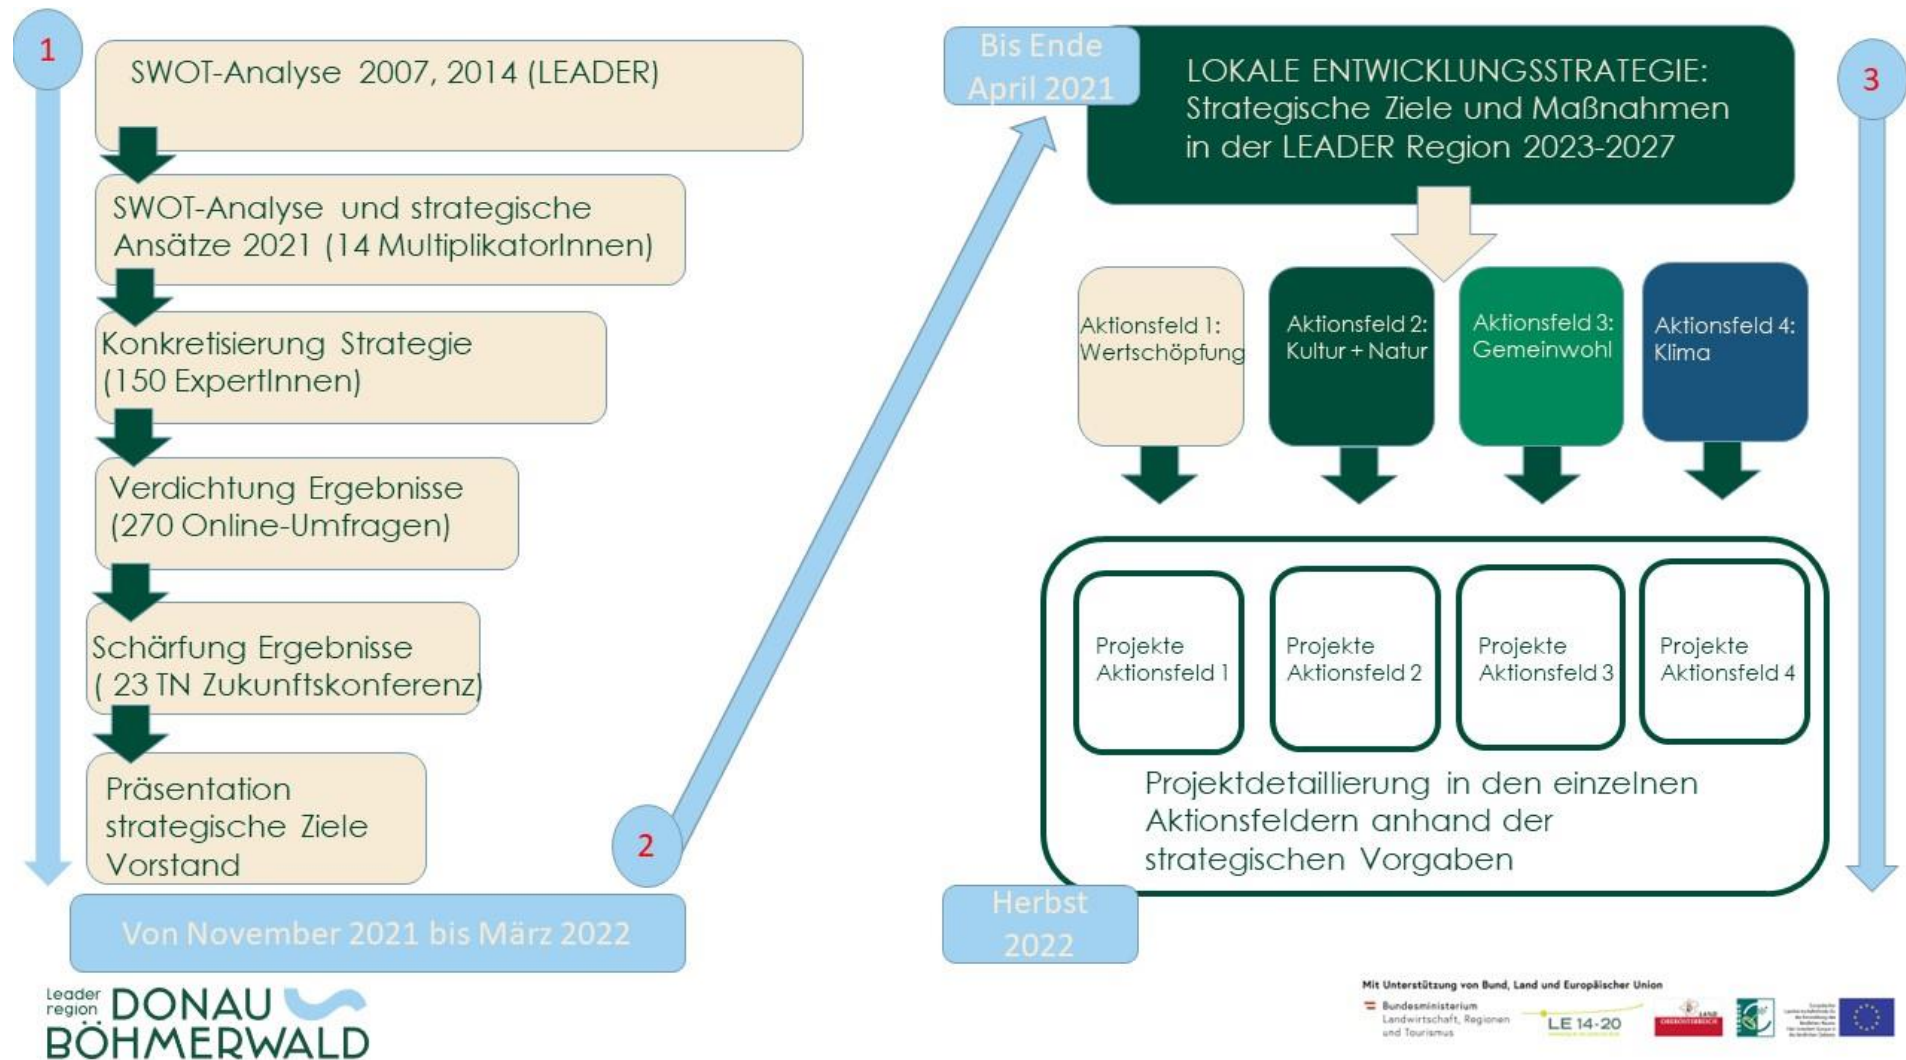 1
SWOT-Analyse 2007, 2014 (LEADER)
SWOT-Analyse und strategische
Ansätze 2021 (14 MultiplikatorInnen)
Konkretisierung Strategie
(150 ExpertInnen)
Verdichtung Ergebnisse
(270 Online-Umfragen)
Schärfung Ergebnisse
( 23 TN Zukunftskonferenz)
Präsentation
strategische Ziele
Vorstand
Von November 2021 bis März 2022
2
Bis Ende
April 2021
LOKALE ENTWICKLUNGSSTRATEGIE:
Strategische Ziele und Maßnahmen
in der LEADER Region 2023-2027
3
Aktionsfeld 1:
Wertschöpfung
Aktionsfeld 2:
Kultur + Natur
Aktionsfeld 3:
Gemeinwohl
Aktionsfeld 4:
Klima
Projekte
Aktionsfeld 1
Projekte
Aktionsfeld 2
Projekte
Aktionsfeld 3
Projekte
Aktionsfeld 4
Projektdetaillierung in den einzelnen
Aktionsfeldern anhand der
strategischen Vorgaben
Herbst
2022
Leader
region
DONAU
BÖHMERWALD
Mit Unterstützung von Bund, Land und Europäischer Union
Bundesministerium
Landwirtschaft, Regionen
und Tourismus
LE 14-20
LAND
OBERÖSTERREICH